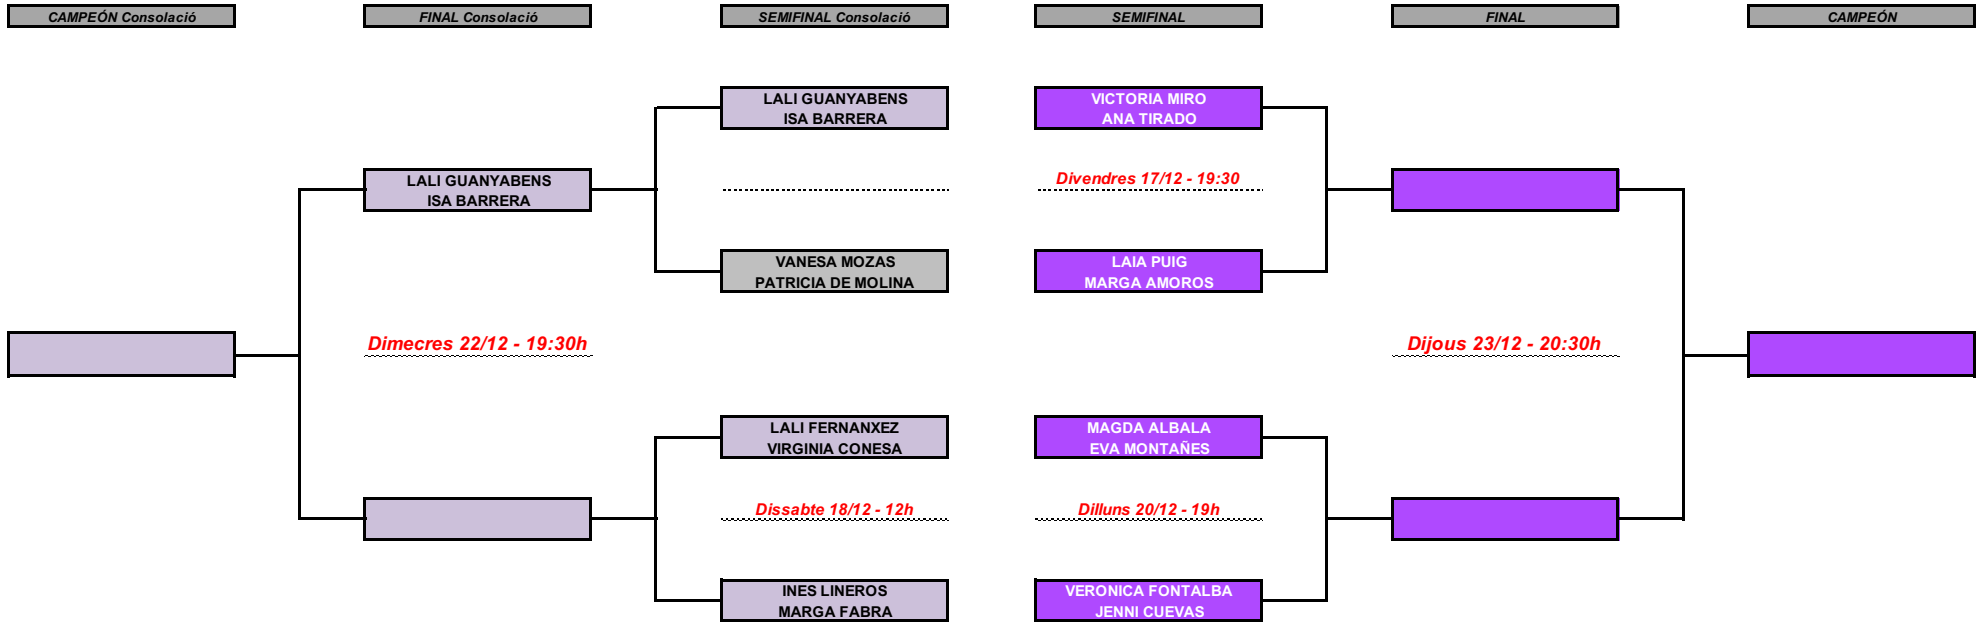 CAMPEÓN Consolació
FINAL Consolació
SEMIFINAL Consolació
SEMIFINAL
FINAL
CAMPEÓN
LALI GUANYABENS
ISA BARRERA
VICTORIA MIRO
ANA TIRADO
LALI GUANYABENS
ISA BARRERA
Divendres 17/12 - 19:30
VANESA MOZAS
PATRICIA DE MOLINA
LAIA PUIG
MARGA AMOROS
Dimecres 22/12 - 19:30h
Dijous 23/12 - 20:30h
LALI FERNANXEZ
VIRGINIA CONESA
MAGDA ALBALA
EVA MONTAÑES
Dissabte 18/12 - 12h
Dilluns 20/12 - 19h
INES LINEROS
MARGA FABRA
VERONICA FONTALBA
JENNI CUEVAS